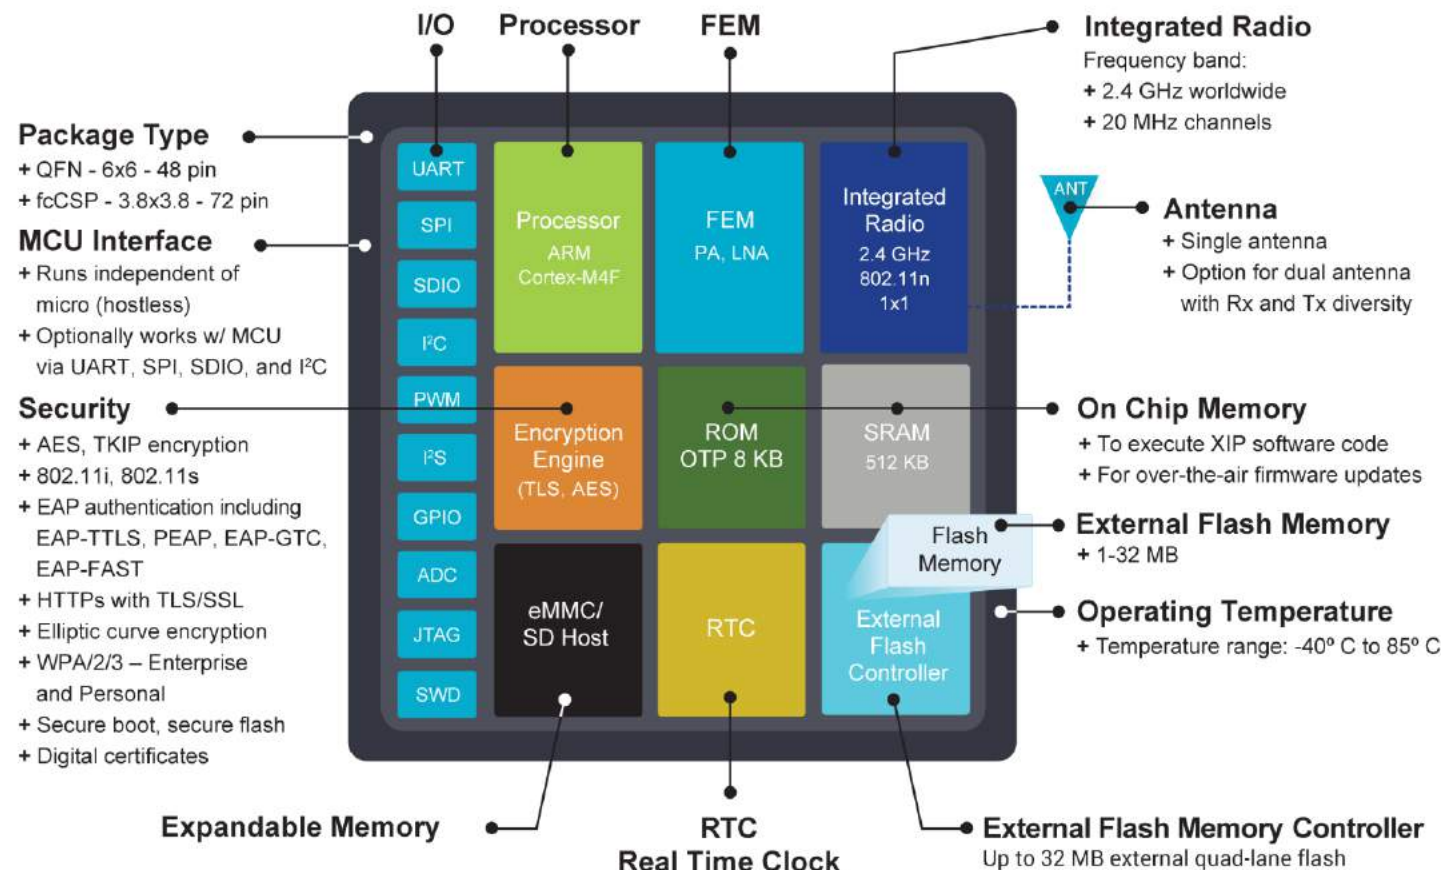 I/O
Processor
FEM
Integrated Radio
Frequency band:
+ 2.4 GHz worldwide
+ 20 MHz channels
Package Type
+ QFN - 6x6 - 48 pin
+ fcCSP - 3.8x3.8 - 72 pin
MCU Interface
+ Runs independent of
micro (hostless)
+ Optionally works w/ MCU
via UART, SPI, SDIO, and I²C
Security
+ AES, TKIP encryption
+ 802.11i, 802.11s
+ EAP authentication including
EAP-TTLS, PEAP, EAP-GTC,
EAP-FAST
+ HTTPs with TLS/SSL
+ Elliptic curve encryption
+ WPA/2/3 – Enterprise
and Personal
+ Secure boot, secure flash
+ Digital certificates
UART
SPI
SDIO
I²C
PWM
I²S
GPIO
ADC
JTAG
SWD
Processor
ARM
Cortex-M4F
FEM
PA, LNA
Integrated
Radio
2.4 GHz
802.11n
1x1
Encryption
Engine
(TLS, AES)
ROM
OTP 8 KB
SRAM
512 KB
eMMC/
SD Host
RTC
Flash
Memory
External
Flash
Controller
ANT
Antenna
+ Single antenna
+ Option for dual antenna
with Rx and Tx diversity
On Chip Memory
+ To execute XIP software code
+ For over-the-air firmware updates
External Flash Memory
+ 1-32 MB
Operating Temperature
+ Temperature range: -40º C to 85º C
Expandable Memory
RTC
Real Time Clock
External Flash Memory Controller
Up to 32 MB external quad-lane flash